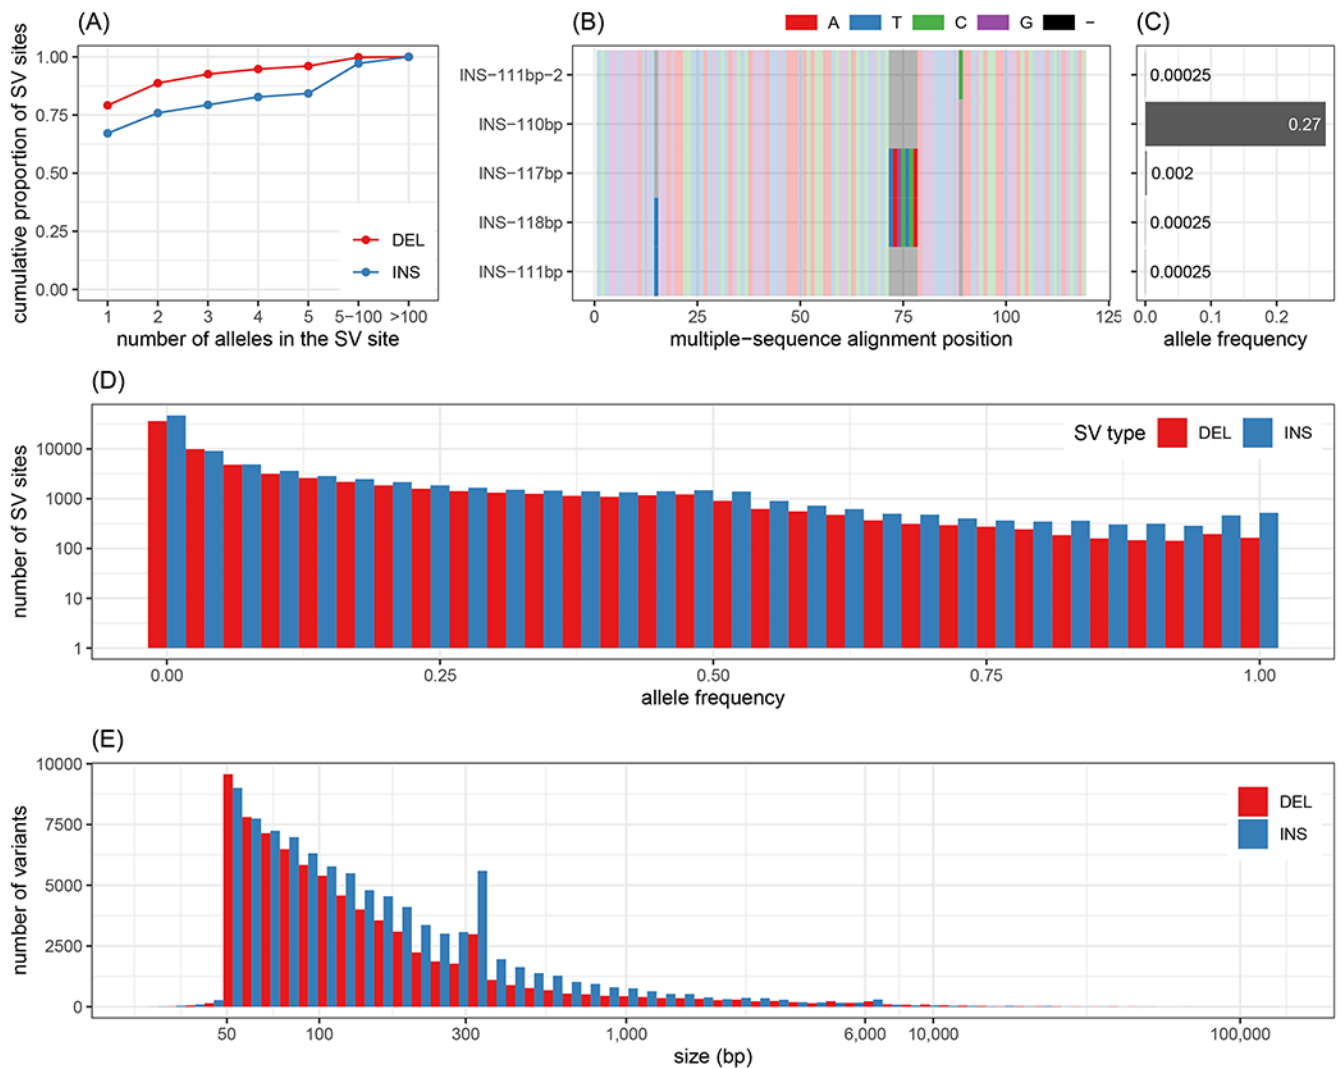 (A)
cumulative proportion of SV sites
1.00
0.75
0.50
0.25
0.00
DEL
INS
1 2 3 4 5 5−100 >100
number of alleles in the SV site
(B)
A T C G −
INS−111bp−2
INS−110bp
INS−117bp
INS−118bp
INS−111bp
0 25 50 75 100 125
multiple−sequence alignment position
(C)
0.00025
0.27
0.002
0.00025
0.00025
0.0 0.1 0.2
allele frequency
(D)
number of SV sites
10000
1000
100
10
1
SV type DEL INS
0.00 0.25 0.50 0.75 1.00
allele frequency
(E)
number of variants
10000
7500
5000
2500
0
DEL
INS
50 100 300 1,000 6,000 10,000 100,000
size (bp)